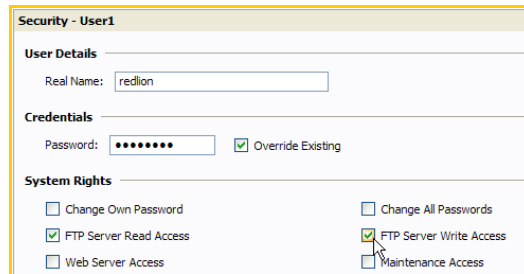 Security - User1
User Details
Real Name: redlion
Credentials
Password: ●●●●●●●● Override Existing
System Rights
Change Own Password Change All Passwords
FTP Server Read Access FTP Server Write Access
Web Server Access Maintenance Access